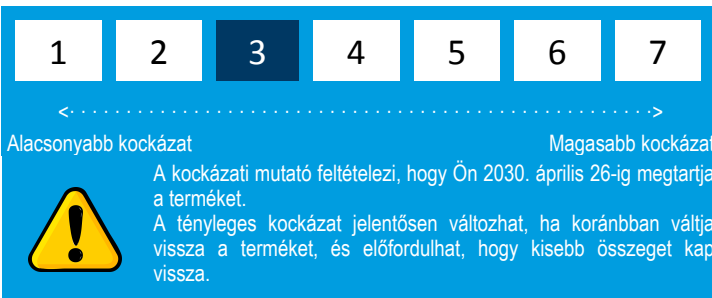 1 2 3 4 5 6 7
<· · · · · · · · · · · · · · · · · · · · · · · · · · · · · · · · · · · · · · · · · · · · · · · · · · · ·>
Alacsonyabb kockázat Magasabb kockázat
A kockázati mutató feltételezi, hogy Ön 2030. április 26-ig megtartja
a terméket.
A tényleges kockázat jelentősen változhat, ha koránbban váltja
vissza a terméket, és előfordulhat, hogy kisebb összeget kap
vissza.